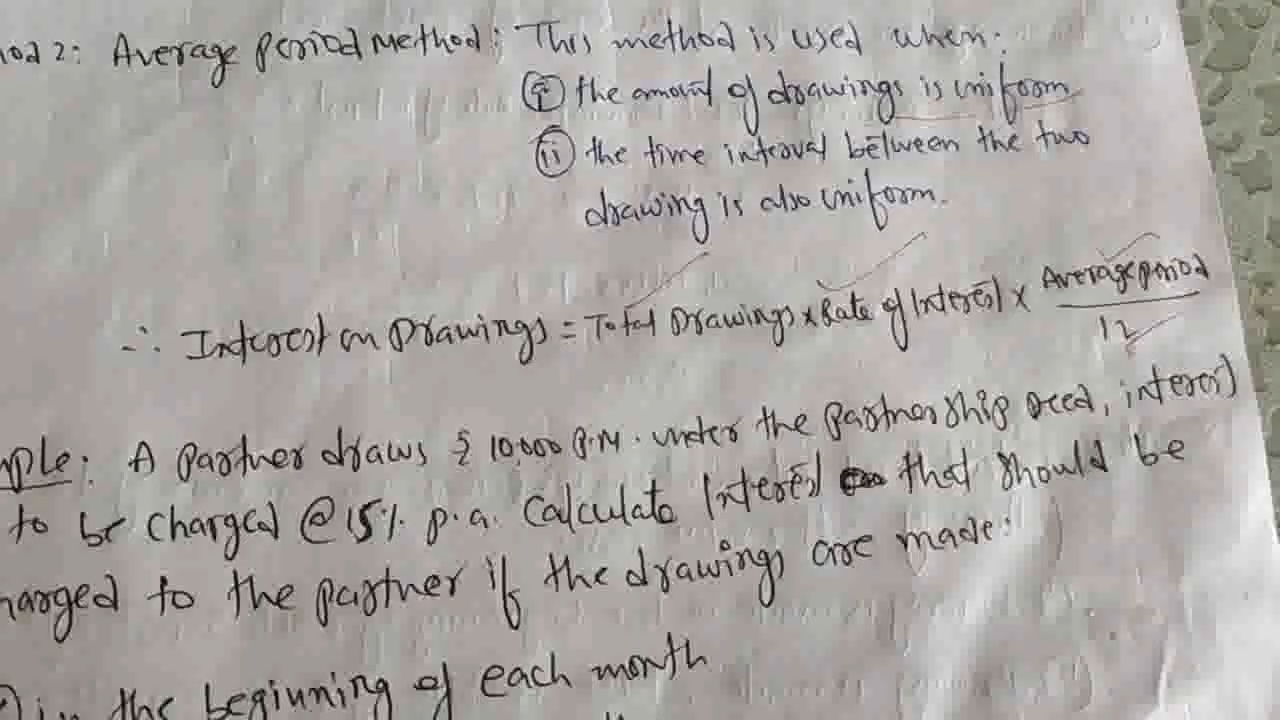 2: Average period Method: This method is used when:
(i) the amount of drawings is uniform
(ii) the time interval between the two
drawing is also uniform.
∴ Interest on Drawings = Total Drawings × Rate of Interest × Average period
12
mple: A partner draws ₹ 10,000 P.M. under the partnership deed, interest
to be charged @ 15% p.a. Calculate Interest that should be
harged to the partner if the drawings are made:
in the beginning of each month